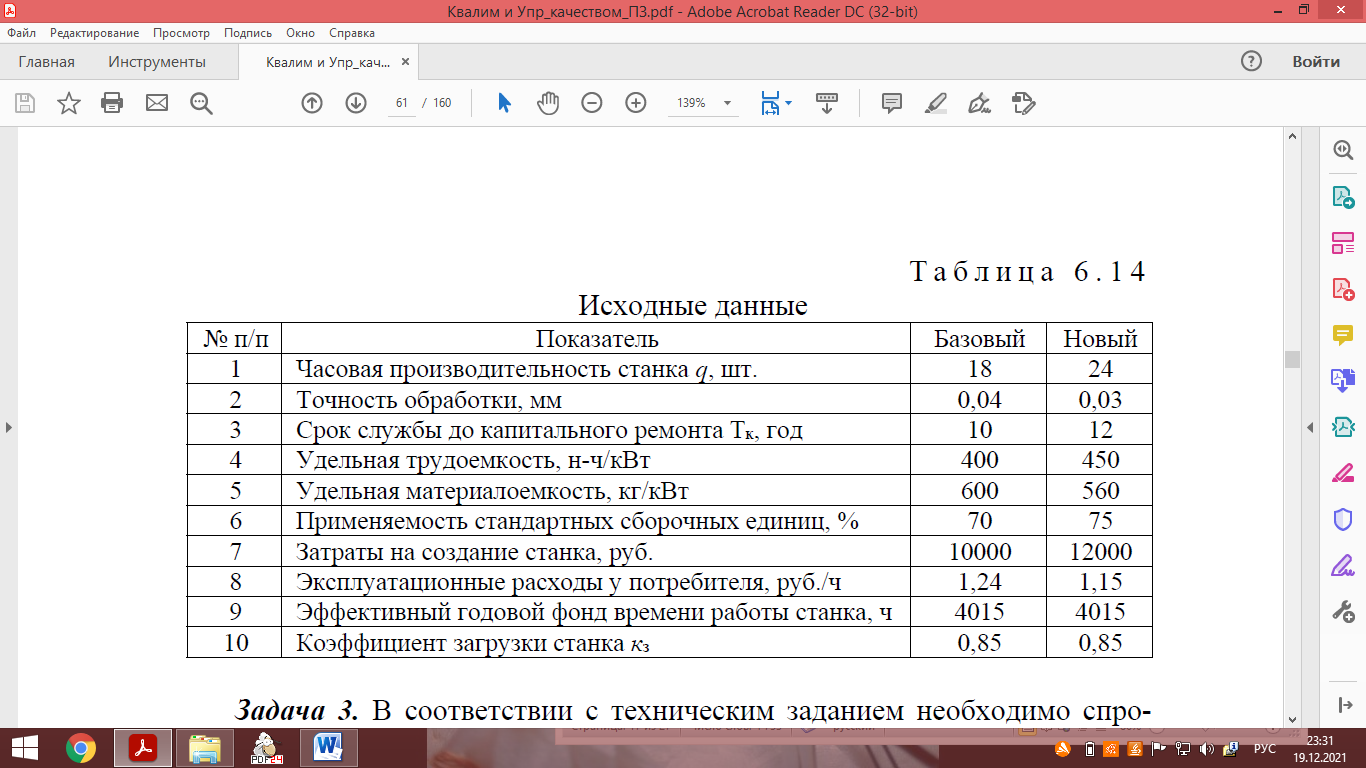 Квалим и Упр_качеством_ПЗ.pdf - Adobe Acrobat Reader DC (32-bit)
Файл Редактирование Просмотр Подпись Окно Справка
Главная Инструменты Квалим и Упр_кач... × Войти
61 / 160 139%
Таблица 6.14
Исходные данные
№ п/п Показатель Базовый Новый
1 Часовая производительность станка q, шт. 18 24
2 Точность обработки, мм 0,04 0,03
3 Срок службы до капитального ремонта Тк, год 10 12
4 Удельная трудоемкость, н-ч/кВт 400 450
5 Удельная материалоемкость, кг/кВт 600 560
6 Применяемость стандартных сборочных единиц, % 70 75
7 Затраты на создание станка, руб. 10000 12000
8 Эксплуатационные расходы у потребителя, руб./ч 1,24 1,15
9 Эффективный годовой фонд времени работы станка, ч 4015 4015
10 Коэффициент загрузки станка кз 0,85 0,85
Задача 3. В соответствии с техническим заданием необходимо спро-
PDF24 РУС 23:31
19.12.2021